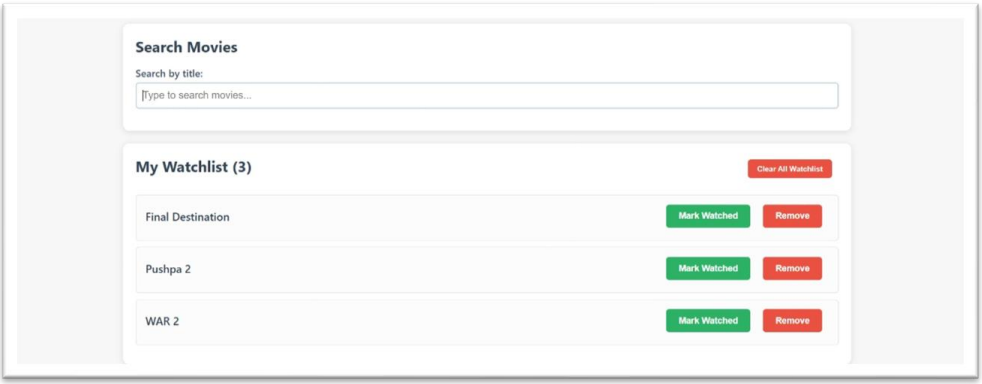 Search Movies
Search by title:
Type to search movies...
My Watchlist (3)
Clear All Watchlist
Final Destination
Mark Watched
Remove
Pushpa 2
Mark Watched
Remove
WAR 2
Mark Watched
Remove